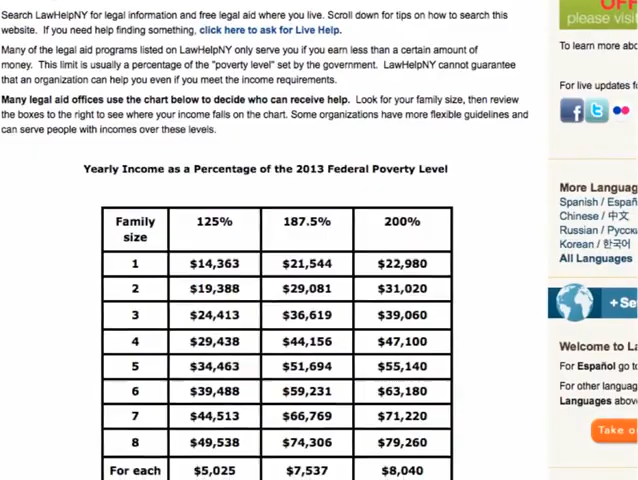 Search LawHelpNY for legal information and free legal aid where you live. Scroll down for tips on how to search this
website. If you need help finding something, click here to ask for Live Help.
Many of the legal aid programs listed on LawHelpNY only serve you if you earn less than a certain amount of
money. This limit is usually a percentage of the "poverty level" set by the government. LawHelpNY cannot guarantee
that an organization can help you even if you meet the income requirements.
Many legal aid offices use the chart below to decide who can receive help. Look for your family size, then review
the boxes to the right to see where your income falls on the chart. Some organizations have more flexible guidelines and
can serve people with incomes over these levels.
Yearly Income as a Percentage of the 2013 Federal Poverty Level
Family size 125% 187.5% 200%
1 $14,363 $21,544 $22,980
2 $19,388 $29,081 $31,020
3 $24,413 $36,619 $39,060
4 $29,438 $44,156 $47,100
5 $34,463 $51,694 $55,140
6 $39,488 $59,231 $63,180
7 $44,513 $66,769 $71,220
8 $49,538 $74,306 $79,260
For each $5,025 $7,537 $8,040
please visit
To learn more
For live updates
More
Spanish /
Chinese / 中文
Russian /
Korean / 한국어
All Languages
Welcome to
For Español go
For other
Languages
Take